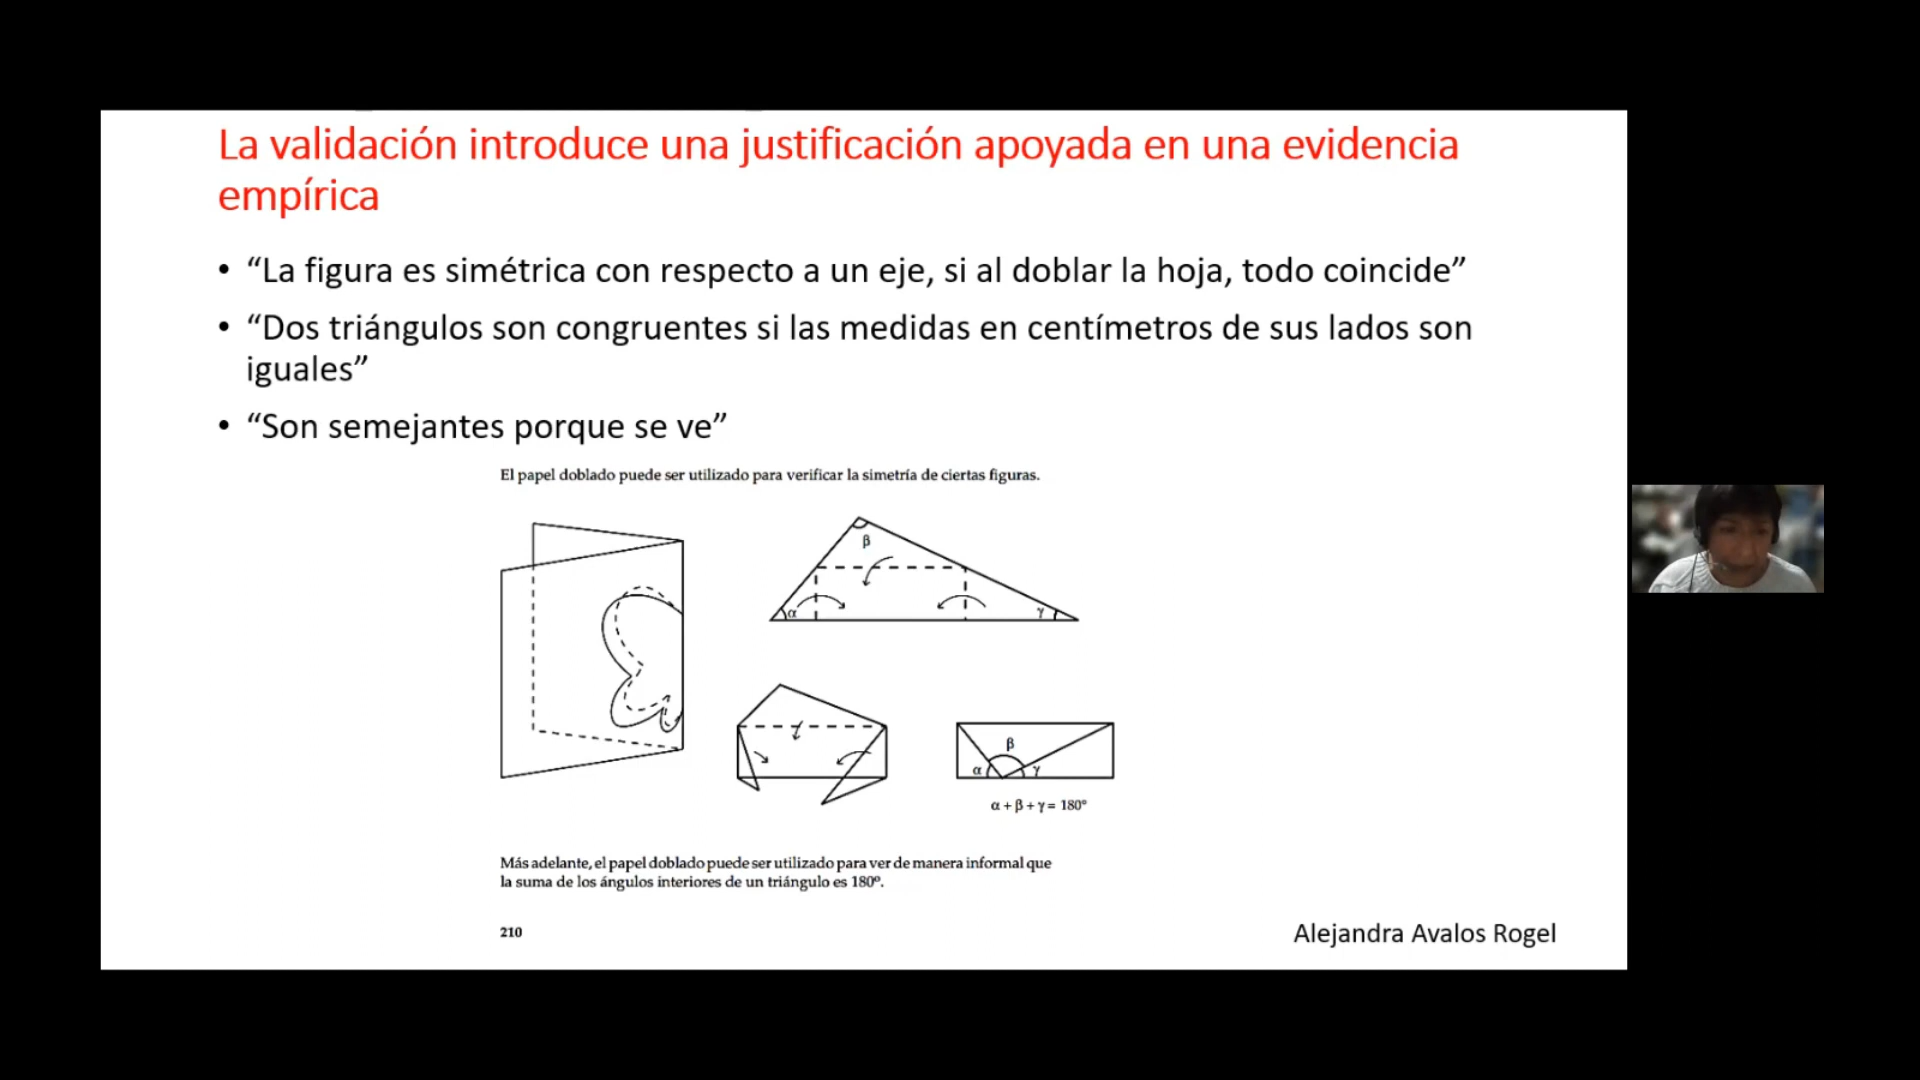 La validación introduce una justificación apoyada en una evidencia
empírica
• “La figura es simétrica con respecto a un eje, si al doblar la hoja, todo coincide”
• “Dos triángulos son congruentes si las medidas en centímetros de sus lados son
iguales”
• “Son semejantes porque se ve”
El papel doblado puede ser utilizado para verificar la simetría de ciertas figuras.
β
α
γ
β
α
γ
α + β + γ = 180°
Más adelante, el papel doblado puede ser utilizado para ver de manera informal que
la suma de los ángulos interiores de un triángulo es 180º.
210
Alejandra Avalos Rogel